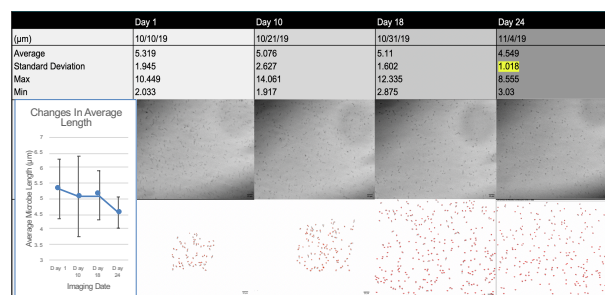 Day 1 Day 10 Day 18 Day 24
(µm) 10/10/19 10/21/19 10/31/19 11/4/19
Average 5.319 5.076 5.11 4.549
Standard Deviation 1.945 2.627 1.602 1.018
Max 10.449 14.061 12.335 8.555
Min 2.033 1.917 2.875 3.03
Changes In Average
Length
Average Microbe Length (µm)
7
6.5
6
5.5
5
4.5
4
3.5
3
Day 1 Day 10 Day 18 Day 24
Imaging Date